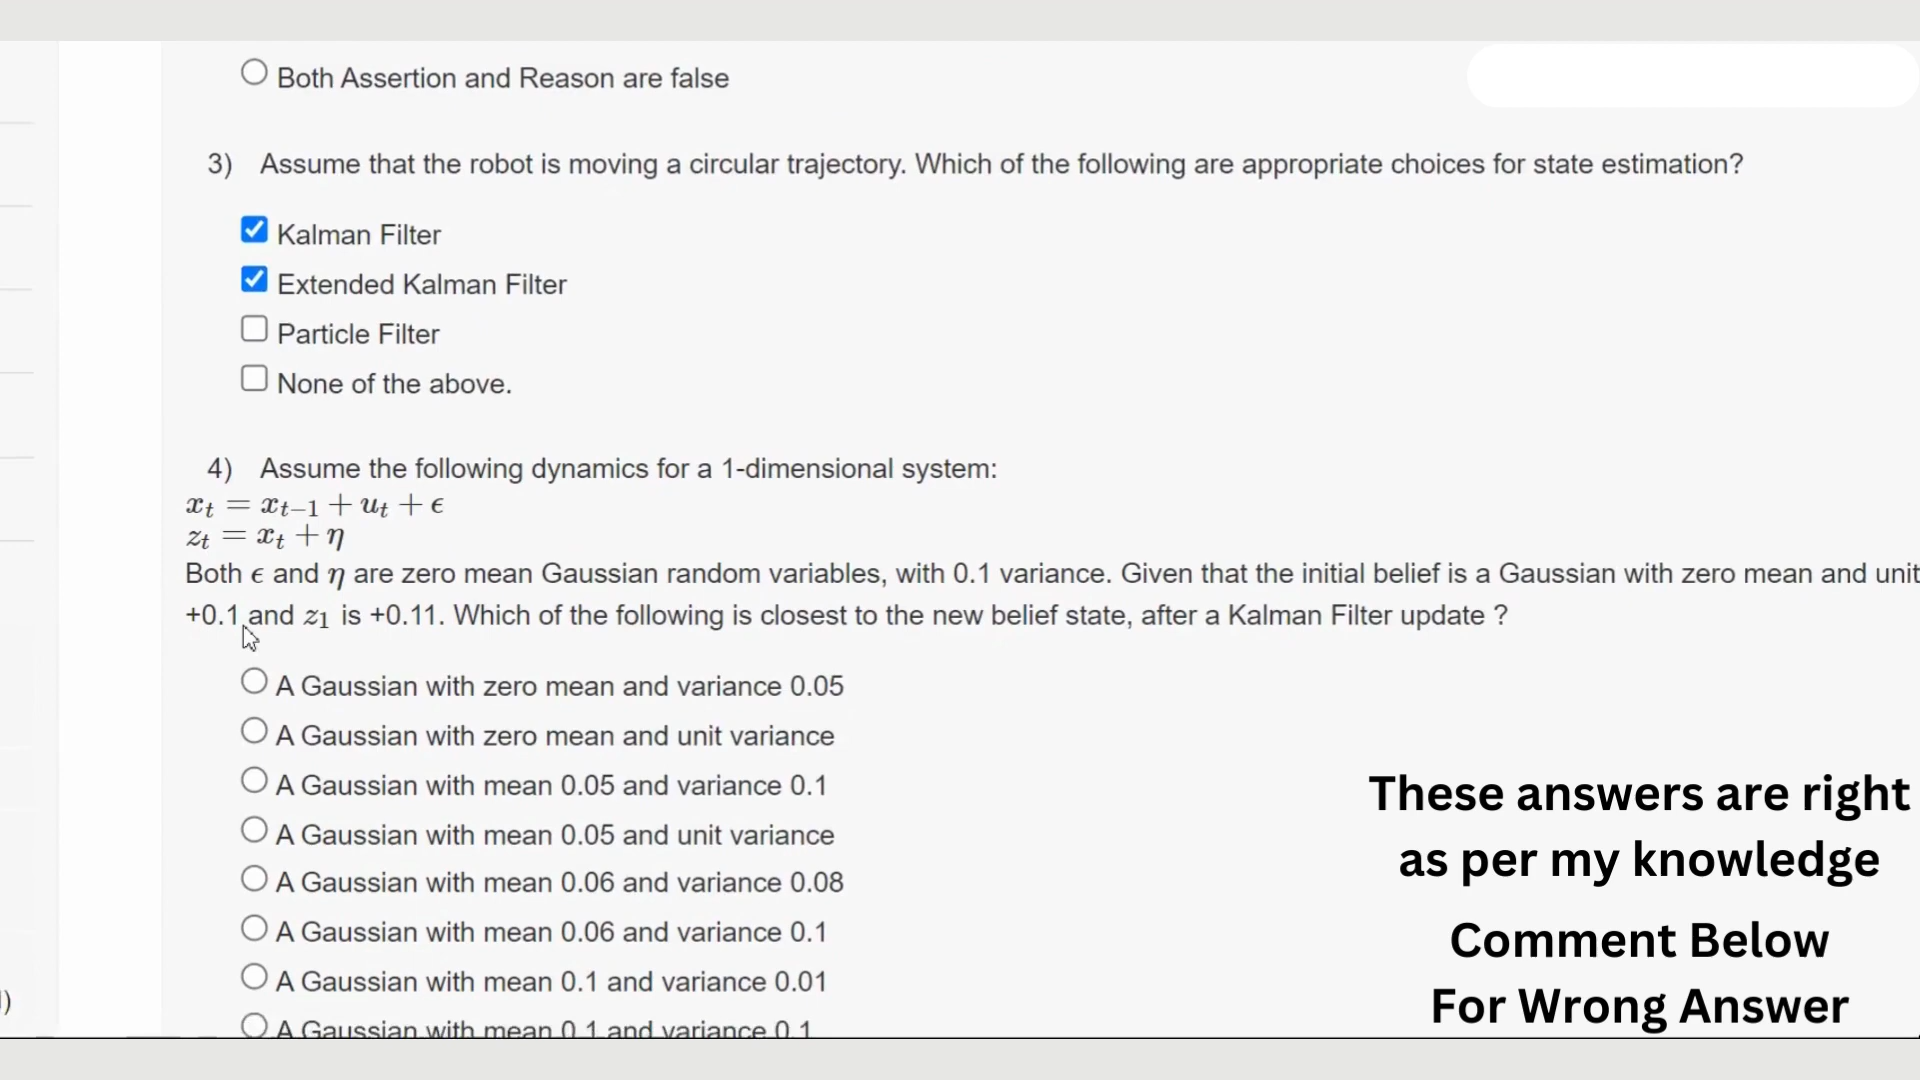 Both Assertion and Reason are false
3) Assume that the robot is moving a circular trajectory. Which of the following are appropriate choices for state estimation?
Kalman Filter
Extended Kalman Filter
Particle Filter
None of the above.
4) Assume the following dynamics for a 1-dimensional system:
xₜ = xₜ₋₁ + uₜ + ϵ
zₜ = xₜ + η
Both ϵ and η are zero mean Gaussian random variables, with 0.1 variance. Given that the initial belief is a Gaussian with zero mean and unit
+0.1 and z₁ is +0.11. Which of the following is closest to the new belief state, after a Kalman Filter update ?
A Gaussian with zero mean and variance 0.05
A Gaussian with zero mean and unit variance
A Gaussian with mean 0.05 and variance 0.1
A Gaussian with mean 0.05 and unit variance
A Gaussian with mean 0.06 and variance 0.08
A Gaussian with mean 0.06 and variance 0.1
A Gaussian with mean 0.1 and variance 0.01
A Gaussian with mean 0.1 and variance 0.1
These answers are right
as per my knowledge
Comment Below
For Wrong Answer